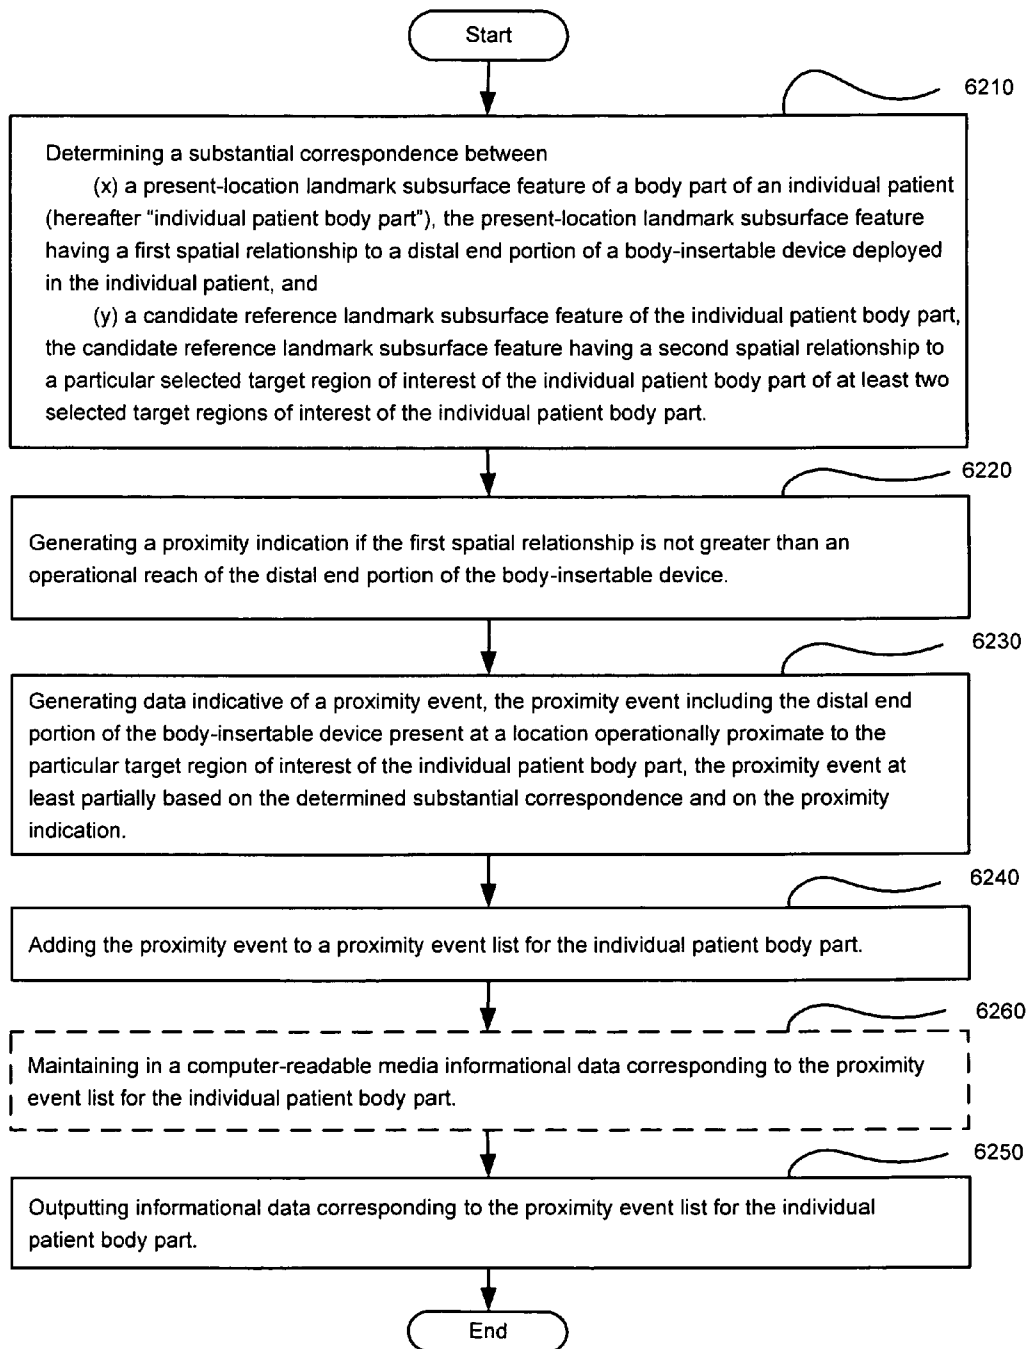 Start
6210
Determining a substantial correspondence between
(x) a present-location landmark subsurface feature of a body part of an individual patient
(hereafter "individual patient body part"), the present-location landmark subsurface feature
having a first spatial relationship to a distal end portion of a body-insertable device deployed
in the individual patient, and
(y) a candidate reference landmark subsurface feature of the individual patient body part,
the candidate reference landmark subsurface feature having a second spatial relationship to
a particular selected target region of interest of the individual patient body part of at least two
selected target regions of interest of the individual patient body part.
6220
Generating a proximity indication if the first spatial relationship is not greater than an
operational reach of the distal end portion of the body-insertable device.
6230
Generating data indicative of a proximity event, the proximity event including the distal end
portion of the body-insertable device present at a location operationally proximate to the
particular target region of interest of the individual patient body part, the proximity event at
least partially based on the determined substantial correspondence and on the proximity
indication.
6240
Adding the proximity event to a proximity event list for the individual patient body part.
6260
Maintaining in a computer-readable media informational data corresponding to the proximity
event list for the individual patient body part.
6250
Outputting informational data corresponding to the proximity event list for the individual
patient body part.
End